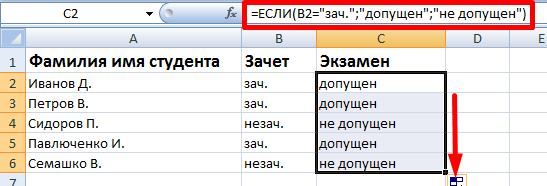 C2 fx =ЕСЛИ(B2="зач.";"допущен";"не допущен")
A B C D E
1 Фамилия имя студента Зачет Экзамен
2 Иванов Д. зач. допущен
3 Петров В. зач. допущен
4 Сидоров П. незач. не допущен
5 Павлюченко И. зач. допущен
6 Семашко В. незач. не допущен
7